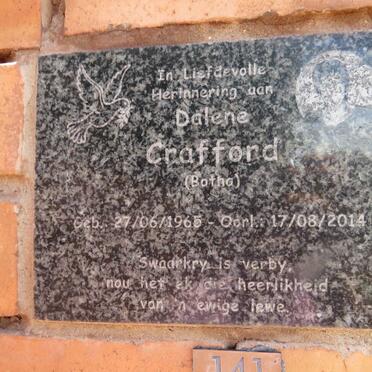 In Liefdevolle
Herinnering aan
Dalene
Crafford
(Botha)
Geb.: 27/06/1965 - Oorl.: 17/08/2014
Swaarkry is verby,
nou het ek die heerlikheid
van 'n ewige lewe.
141